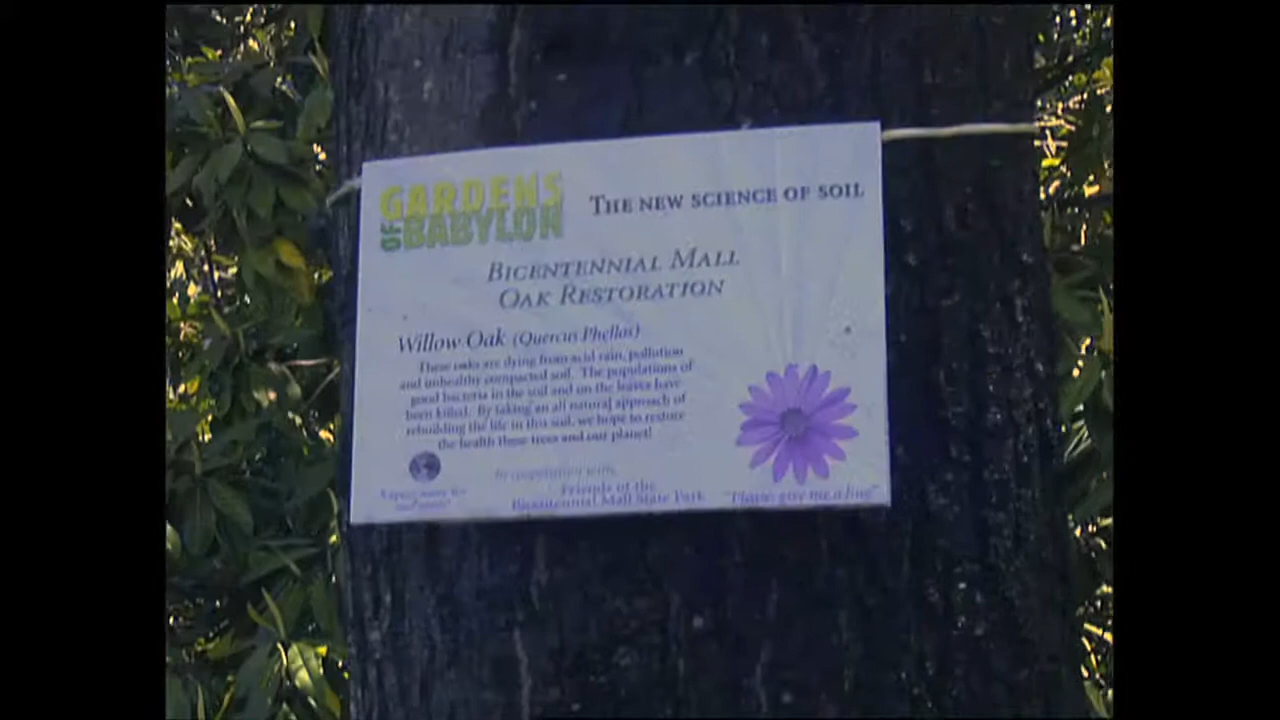 GARDENS
OF BABYLON
THE NEW SCIENCE OF SOIL
BICENTENNIAL MALL
OAK RESTORATION
Willow Oak (Quercus Phellos)
These oaks are dying from acid rain, pollution
and unhealthy compacted soil. The populations of
good bacteria in the soil and on the leaves have
been killed. By taking an all natural approach of
rebuilding the life in this soil, we hope to restore
the health these trees and our planet!
In cooperation with:
Friends of the
Bicentennial Mall State Park
"Please give me a hug"